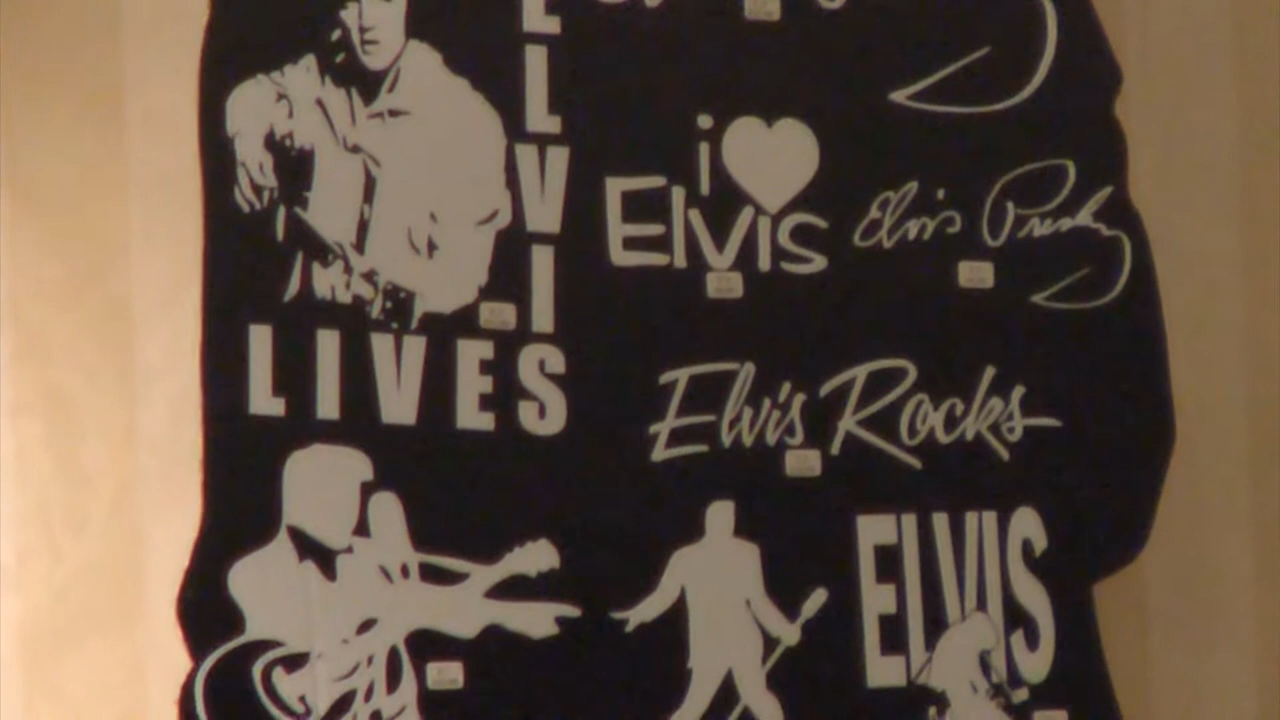 ELVIS
LIVES
i
Elvis
Elvis Presley
Elvis Rocks
ELVIS